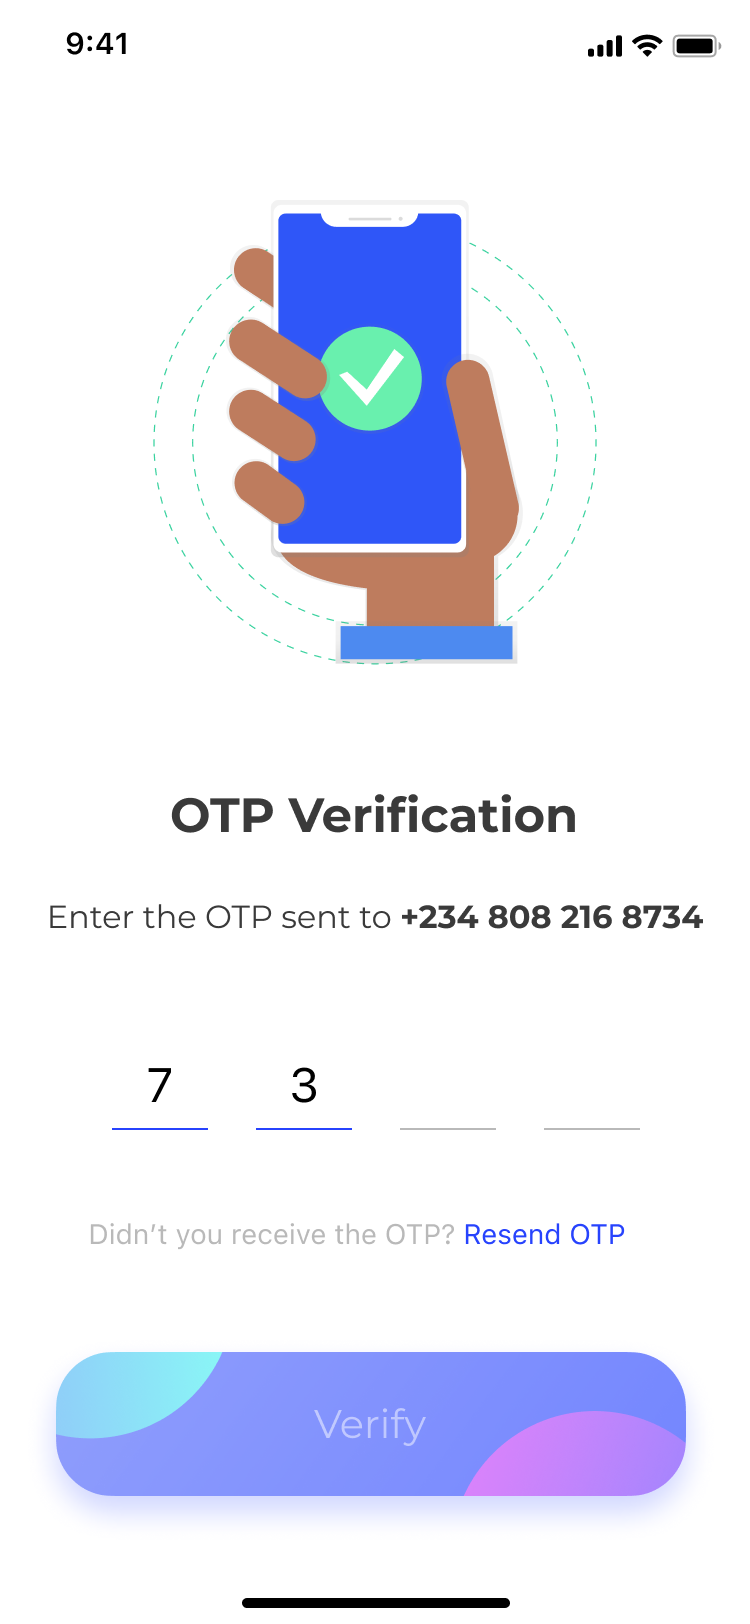 9:41
OTP Verification
Enter the OTP sent to +234 808 216 8734
7 3
Didn’t you receive the OTP? Resend OTP
Verify